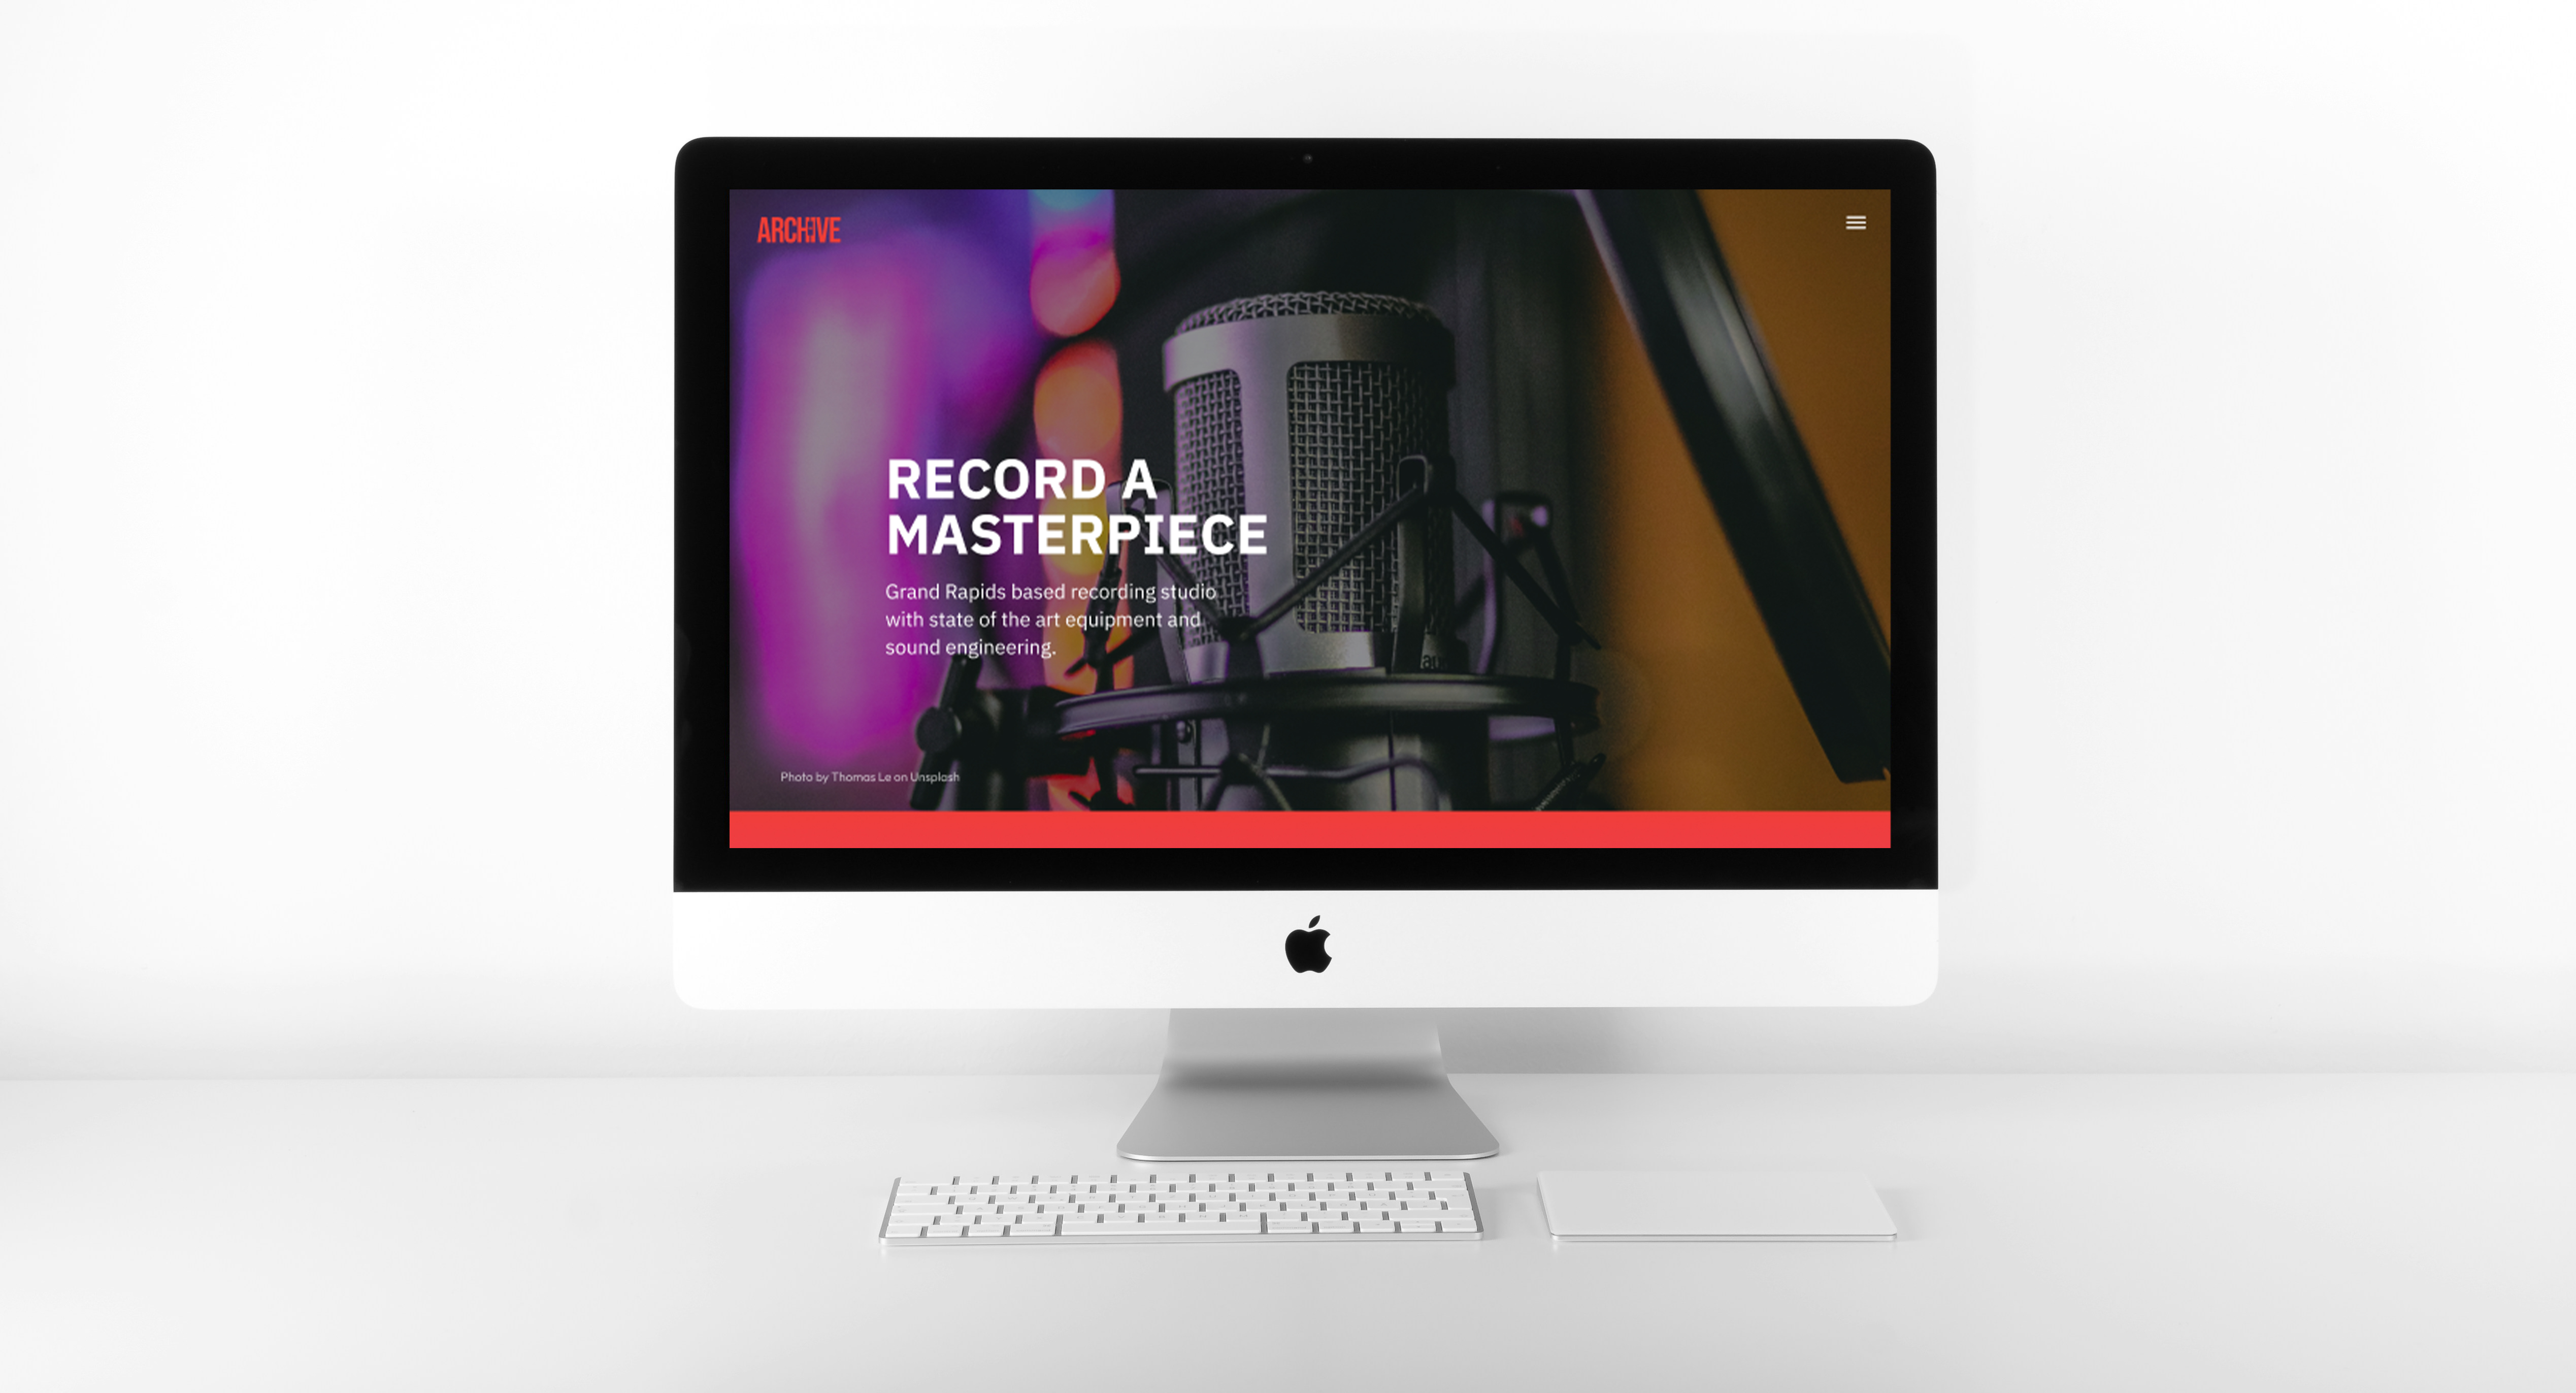 ARCHIVE
RECORD A
MASTERPIECE
Grand Rapids based recording studio
with state of the art equipment and
sound engineering.
Photo by Thomas Le on Unsplash